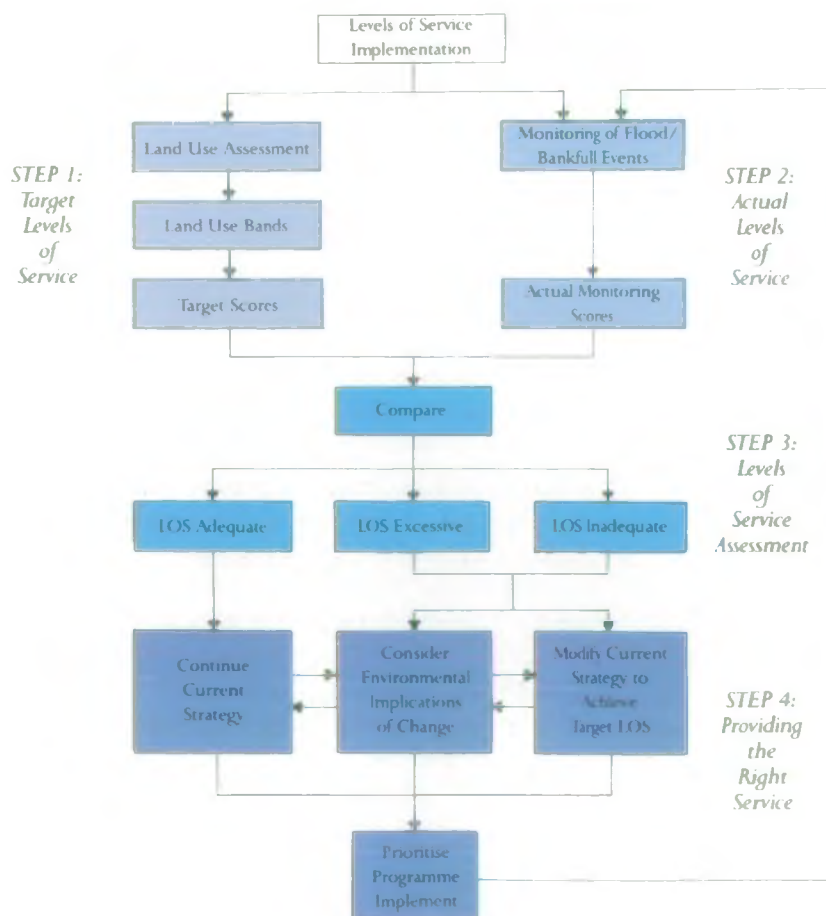 Levels of Service
Implementation
STEP 1:
Target
Levels
of
Service
Land Use Assessment
Land Use Bands
Target Scores
Monitoring of Flood/
Bankfull Events
Actual Monitoring
Scores
STEP 2:
Actual
Levels
of
Service
Compare
LOS Adequate
LOS Excessive
LOS Inadequate
STEP 3:
Levels
of
Service
Assessment
Continue
Current
Strategy
Consider
Environmental
Implications
of Change
Modify Current
Strategy to
Achieve
Target LOS
STEP 4:
Providing
the
Right
Service
Prioritise
Programme
Implement